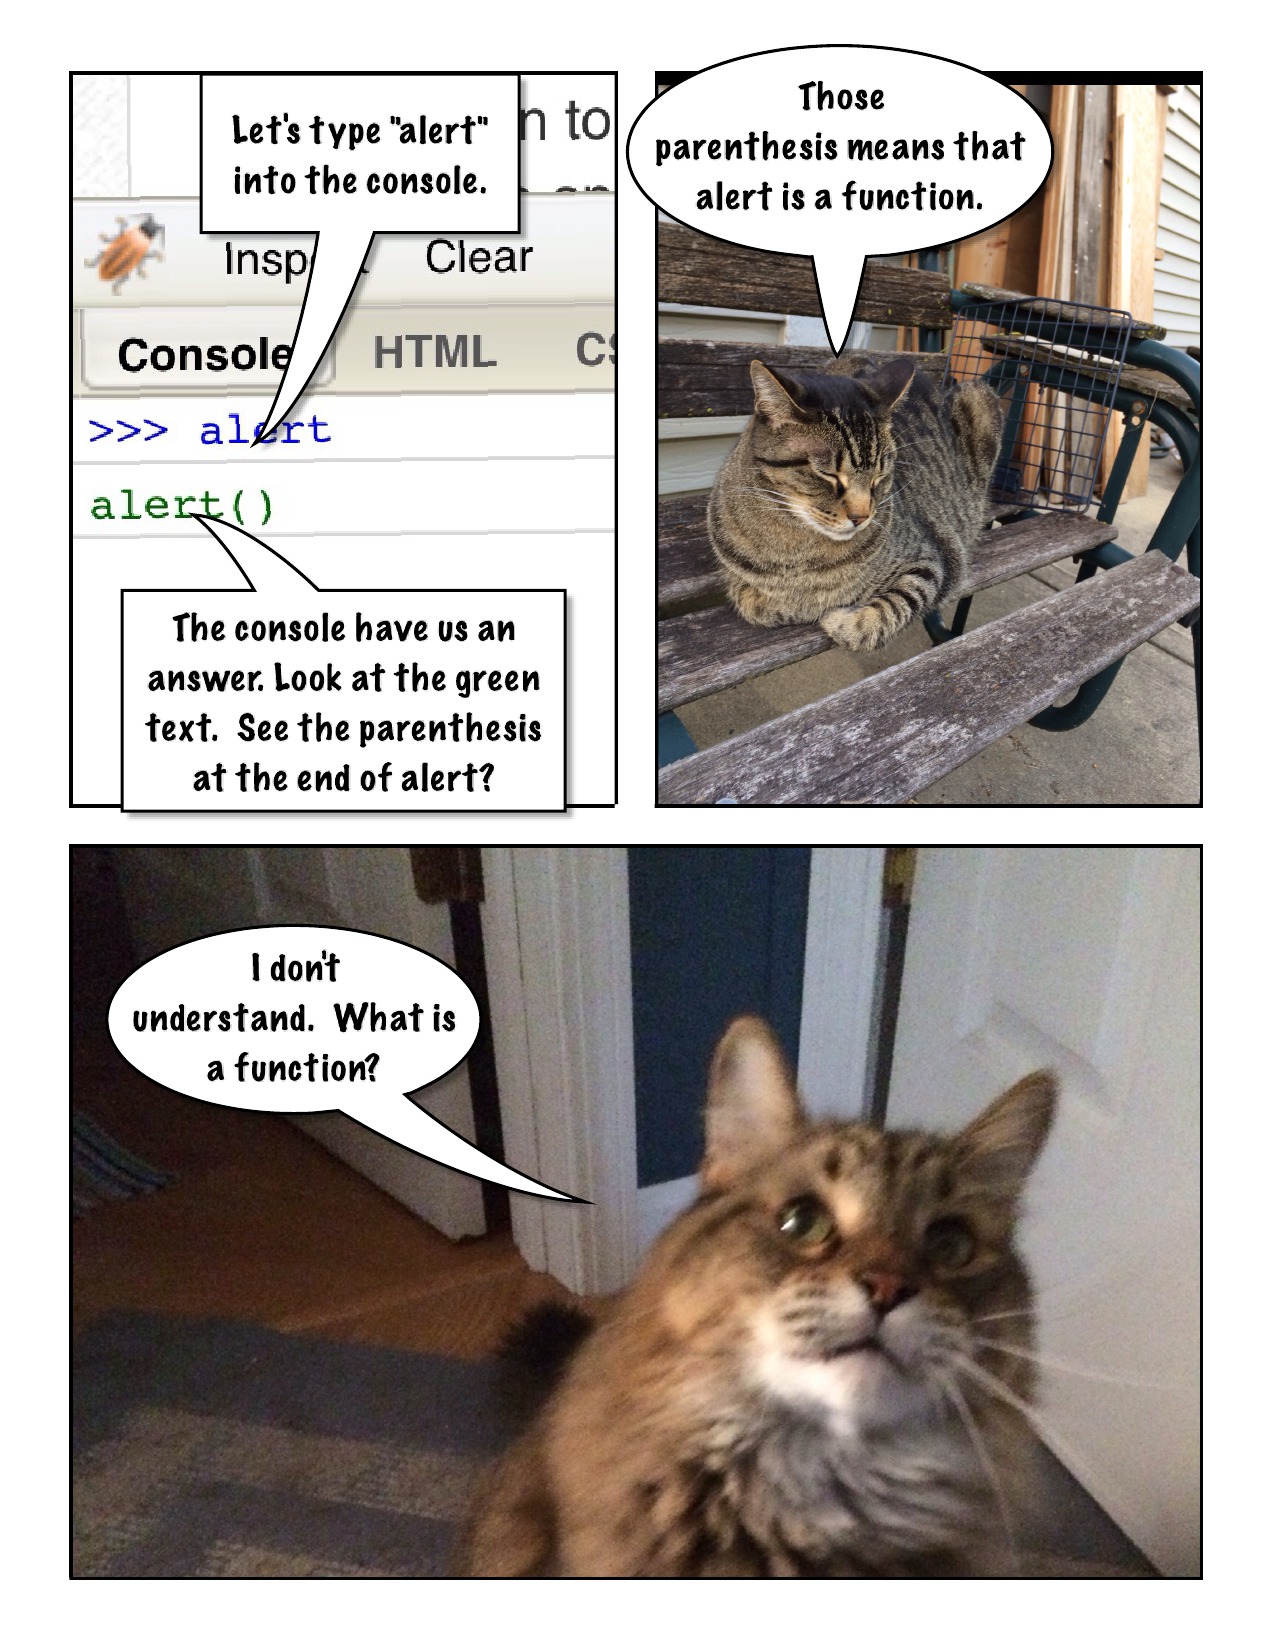 Let's type "alert"
into the console.
n to
Insp
Clear
Console
HTML
>>> alert
alert()
The console have us an
answer. Look at the green
text. See the parenthesis
at the end of alert?
Those
parenthesis means that
alert is a function.
I don't
understand. What is
a function?